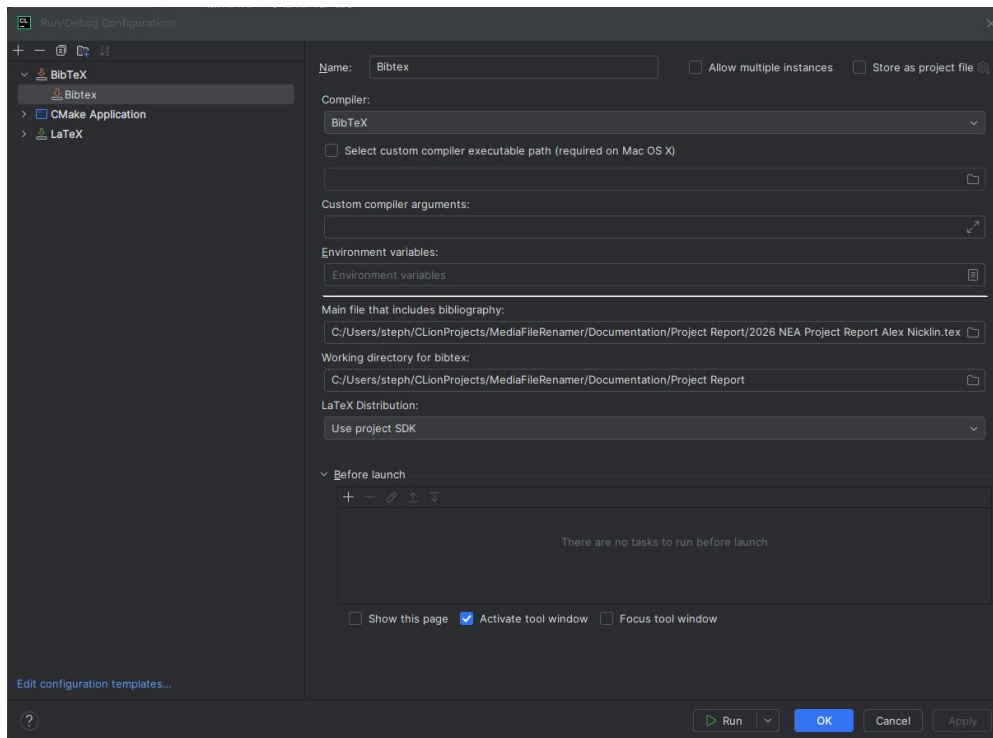 CL Run/Debug Configurations
BibTeX
Bibtex
CMake Application
LaTeX
Name: Bibtex Allow multiple instances Store as project file
Compiler:
BibTeX
Select custom compiler executable path (required on Mac OS X)
Custom compiler arguments:
Environment variables:
Environment variables
Main file that includes bibliography:
C:/Users/steph/CLionProjects/MediaFileRenamer/Documentation/Project Report/2026 NEA Project Report Alex Nicklin.tex
Working directory for bibtex:
C:/Users/steph/CLionProjects/MediaFileRenamer/Documentation/Project Report
LaTeX Distribution:
Use project SDK
Before launch
There are no tasks to run before launch
Show this page Activate tool window Focus tool window
Edit configuration templates...
? Run OK Cancel Apply